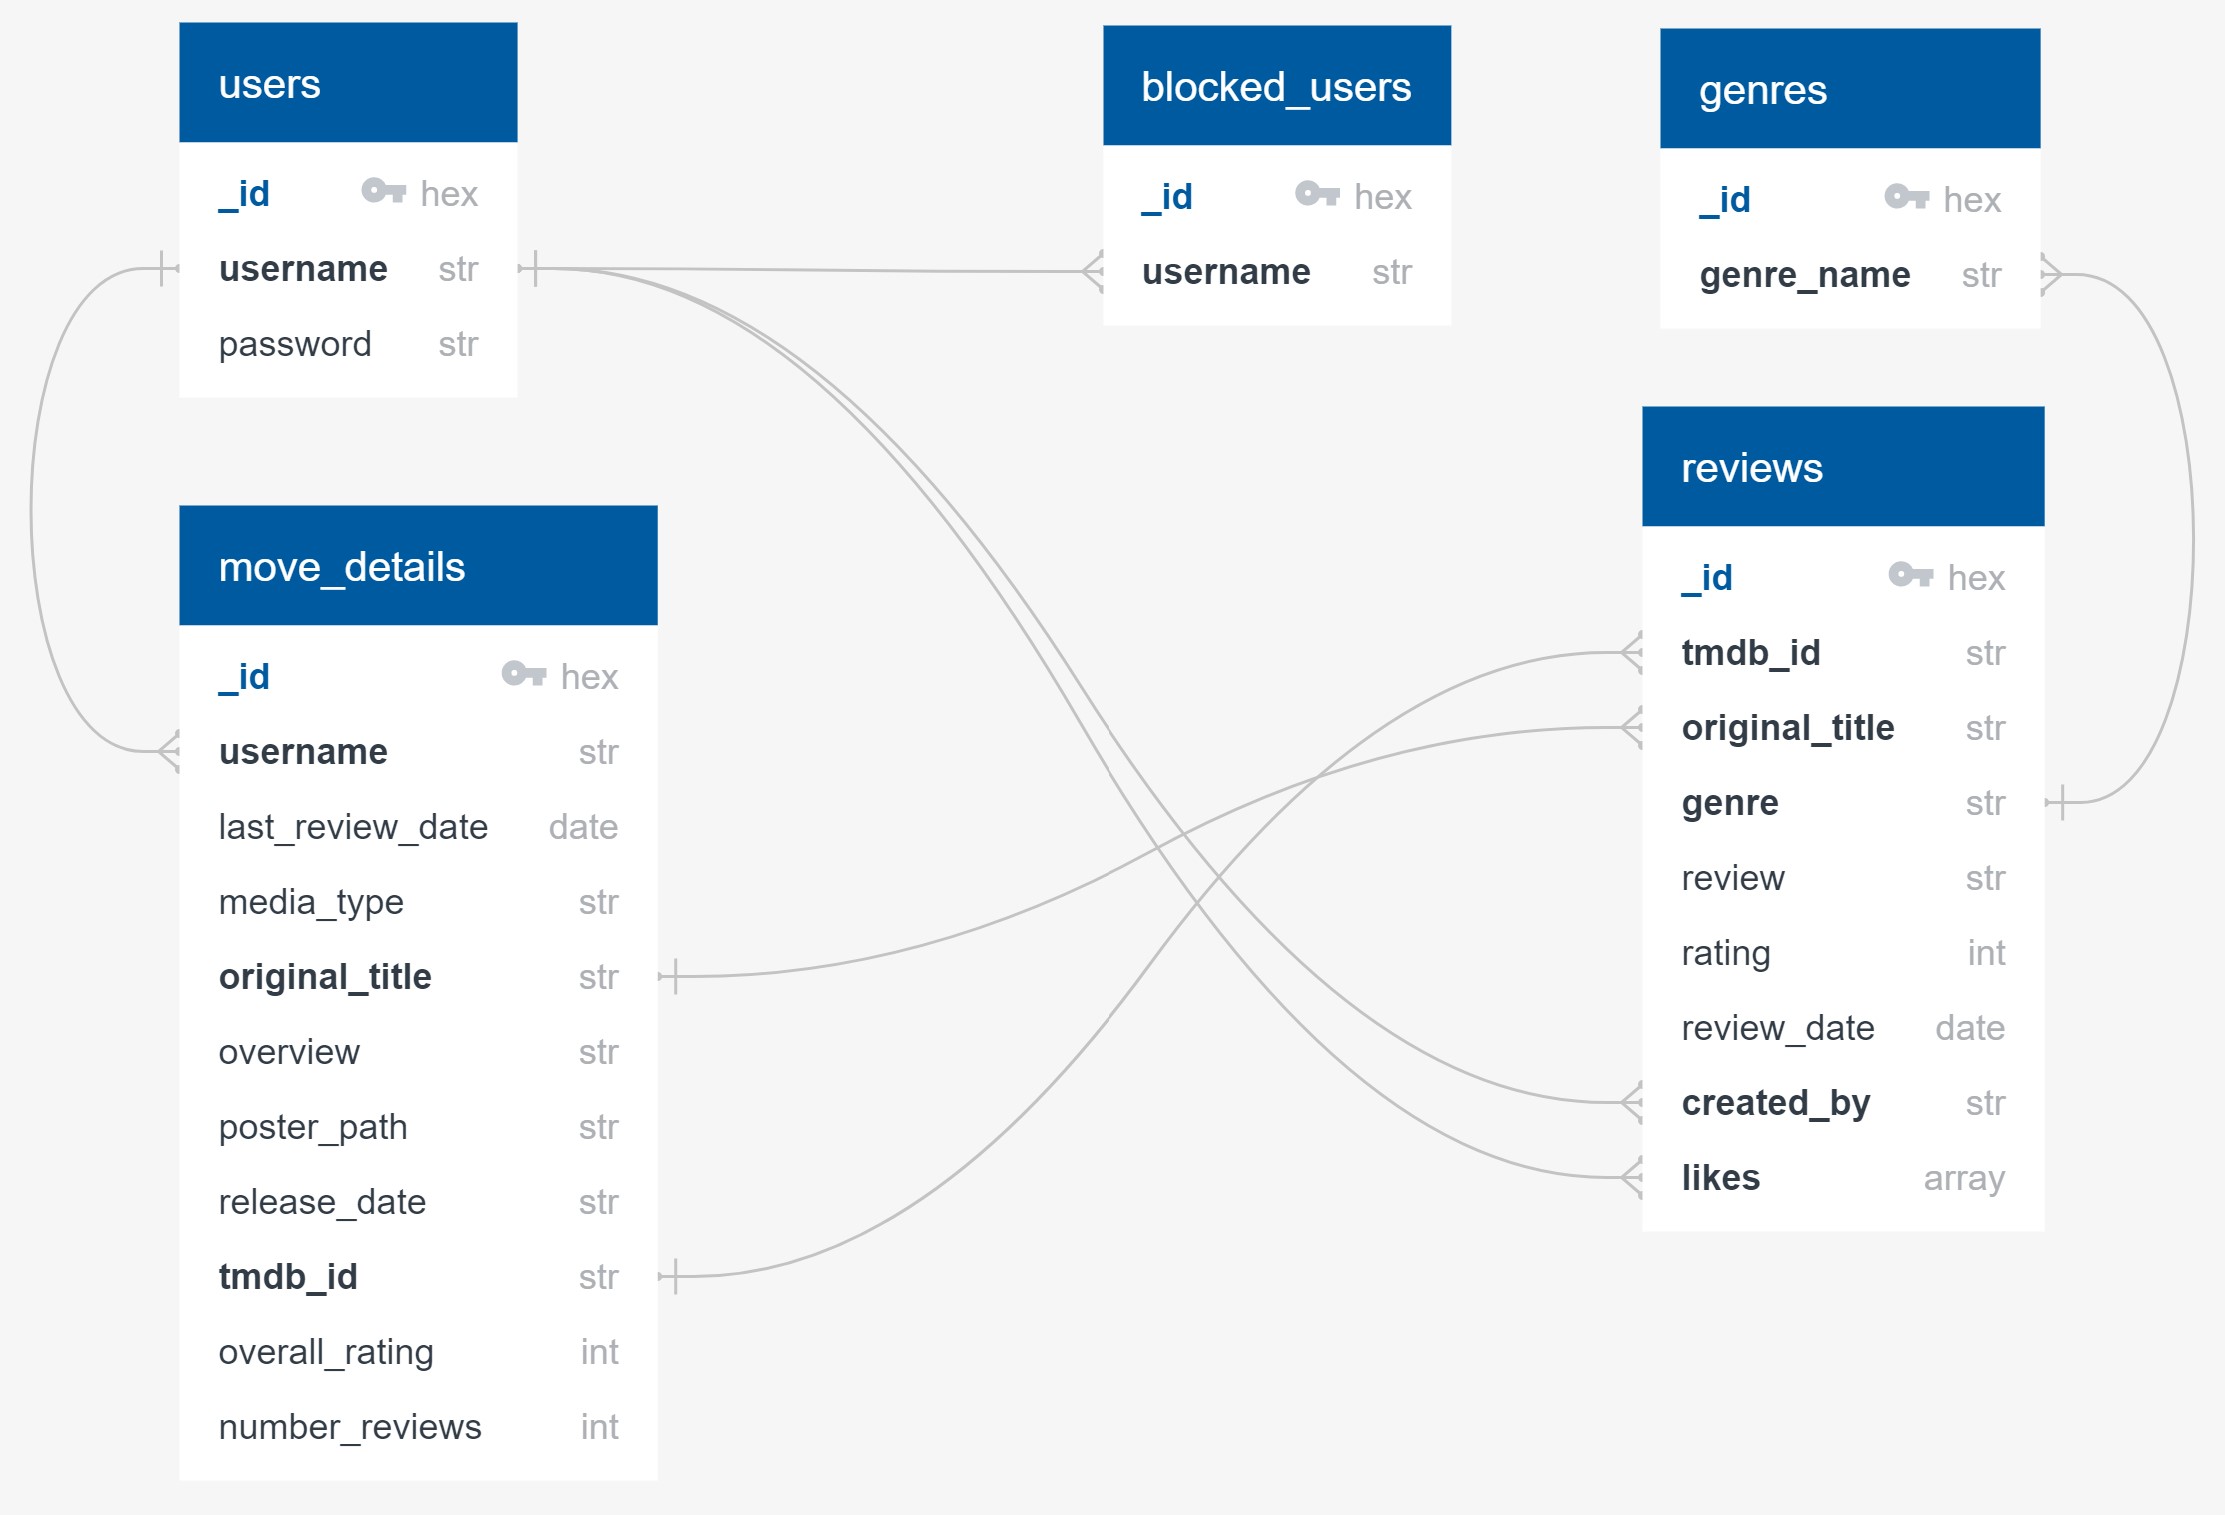 users
_id hex
username str
password str
blocked_users
_id hex
username str
genres
_id hex
genre_name str
move_details
_id hex
username str
last_review_date date
media_type str
original_title str
overview str
poster_path str
release_date str
tmdb_id str
overall_rating int
number_reviews int
reviews
_id hex
tmdb_id str
original_title str
genre str
review str
rating int
review_date date
created_by str
likes array